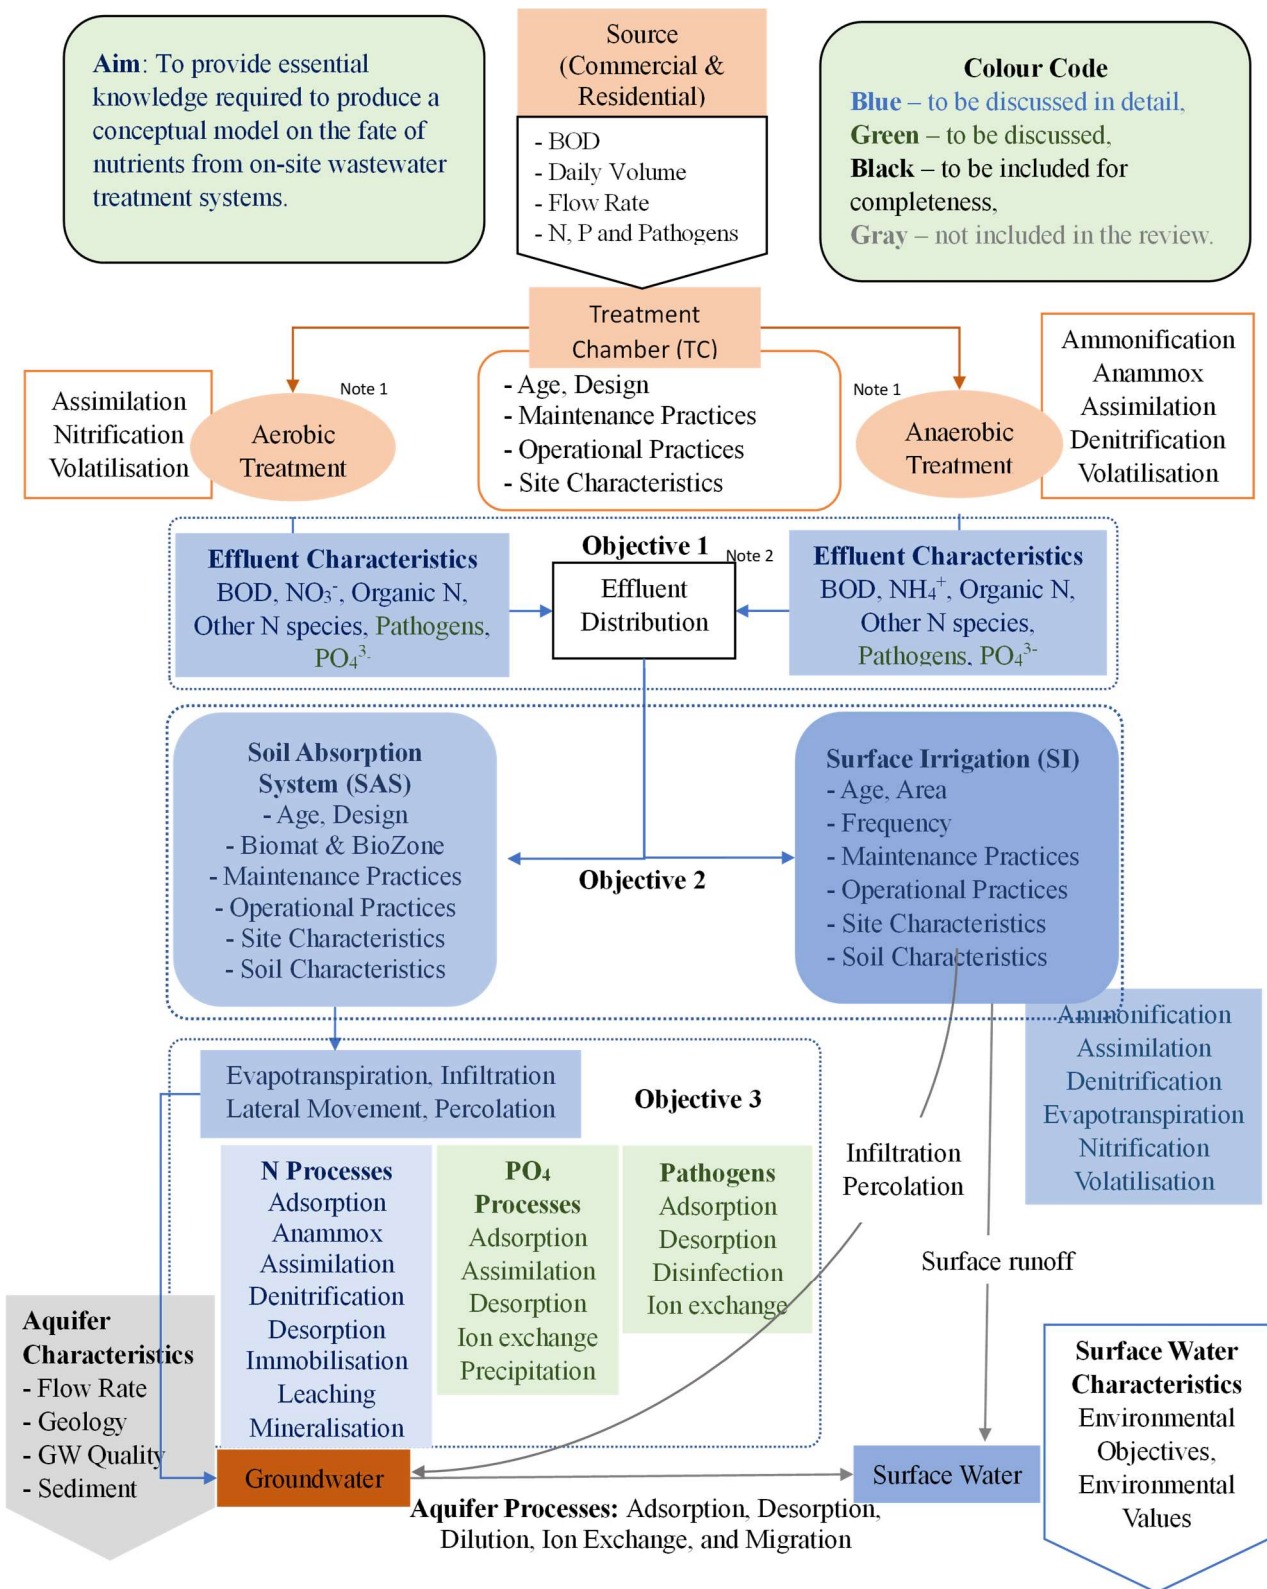 Aim: To provide essential
knowledge required to produce a
conceptual model on the fate of
nutrients from on-site wastewater
treatment systems.
Source
(Commercial &
Residential)
- BOD
- Daily Volume
- Flow Rate
- N, P and Pathogens
Colour Code
Blue – to be discussed in detail,
Green – to be discussed,
Black – to be included for
completeness,
Gray – not included in the review.
Treatment
Chamber (TC)
- Age, Design
- Maintenance Practices
- Operational Practices
- Site Characteristics
Assimilation
Nitrification
Volatilisation
Note 1
Aerobic
Treatment
Note 1
Anaerobic
Treatment
Ammonification
Anammox
Assimilation
Denitrification
Volatilisation
Effluent Characteristics
BOD, NO₃⁻, Organic N,
Other N species, Pathogens,
PO₄³⁻
Objective 1
Note 2
Effluent
Distribution
Effluent Characteristics
BOD, NH₄⁺, Organic N,
Other N species,
Pathogens, PO₄³⁻
Soil Absorption
System (SAS)
- Age, Design
- Biomat & BioZone
- Maintenance Practices
- Operational Practices
- Site Characteristics
- Soil Characteristics
Objective 2
Surface Irrigation (SI)
- Age, Area
- Frequency
- Maintenance Practices
- Operational Practices
- Site Characteristics
- Soil Characteristics
Ammonification
Assimilation
Denitrification
Evapotranspiration
Nitrification
Volatilisation
Evapotranspiration, Infiltration
Lateral Movement, Percolation
Objective 3
N Processes
Adsorption
Anammox
Assimilation
Denitrification
Desorption
Immobilisation
Leaching
Mineralisation
PO₄
Processes
Adsorption
Assimilation
Desorption
Ion exchange
Precipitation
Pathogens
Adsorption
Desorption
Disinfection
Ion exchange
Infiltration
Percolation
Surface runoff
Aquifer
Characteristics
- Flow Rate
- Geology
- GW Quality
- Sediment
Groundwater
Surface Water
Aquifer Processes: Adsorption, Desorption,
Dilution, Ion Exchange, and Migration
Surface Water
Characteristics
Environmental
Objectives,
Environmental
Values